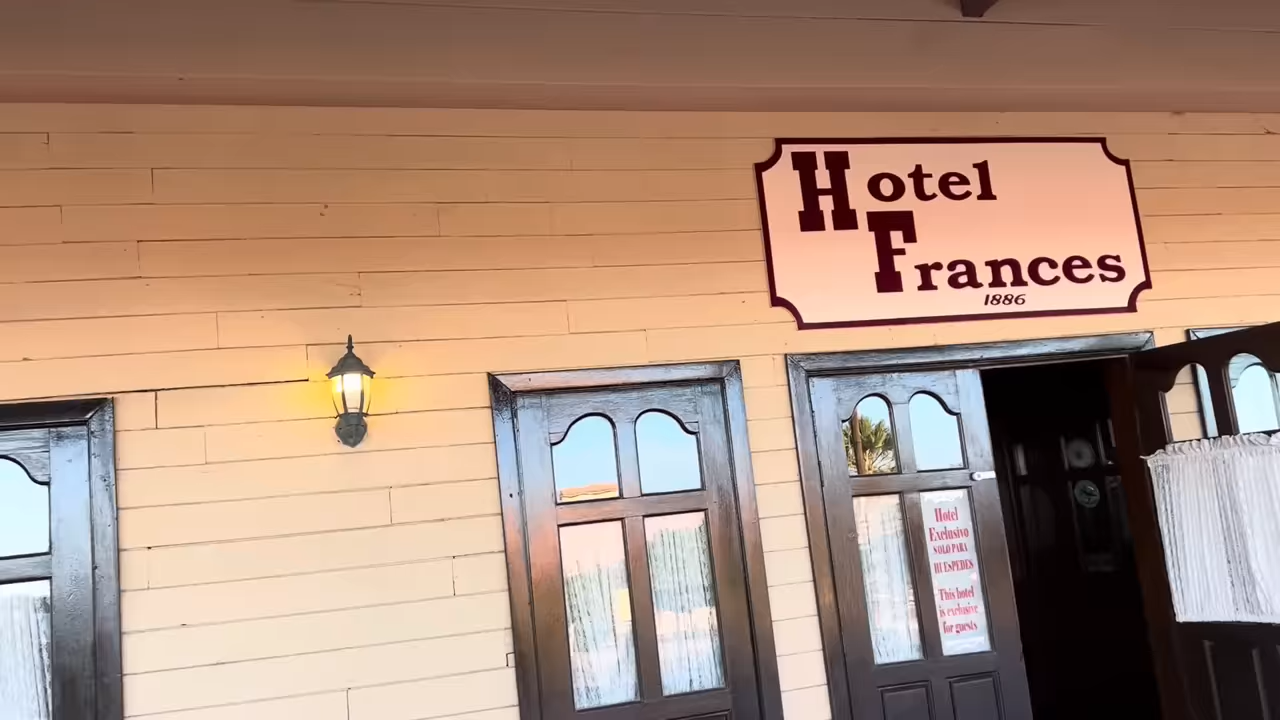 Hotel
Frances
1886
Hotel
Exclusivo
SOLO PARA
HUESPEDES
This hotel
is exclusive
for guests